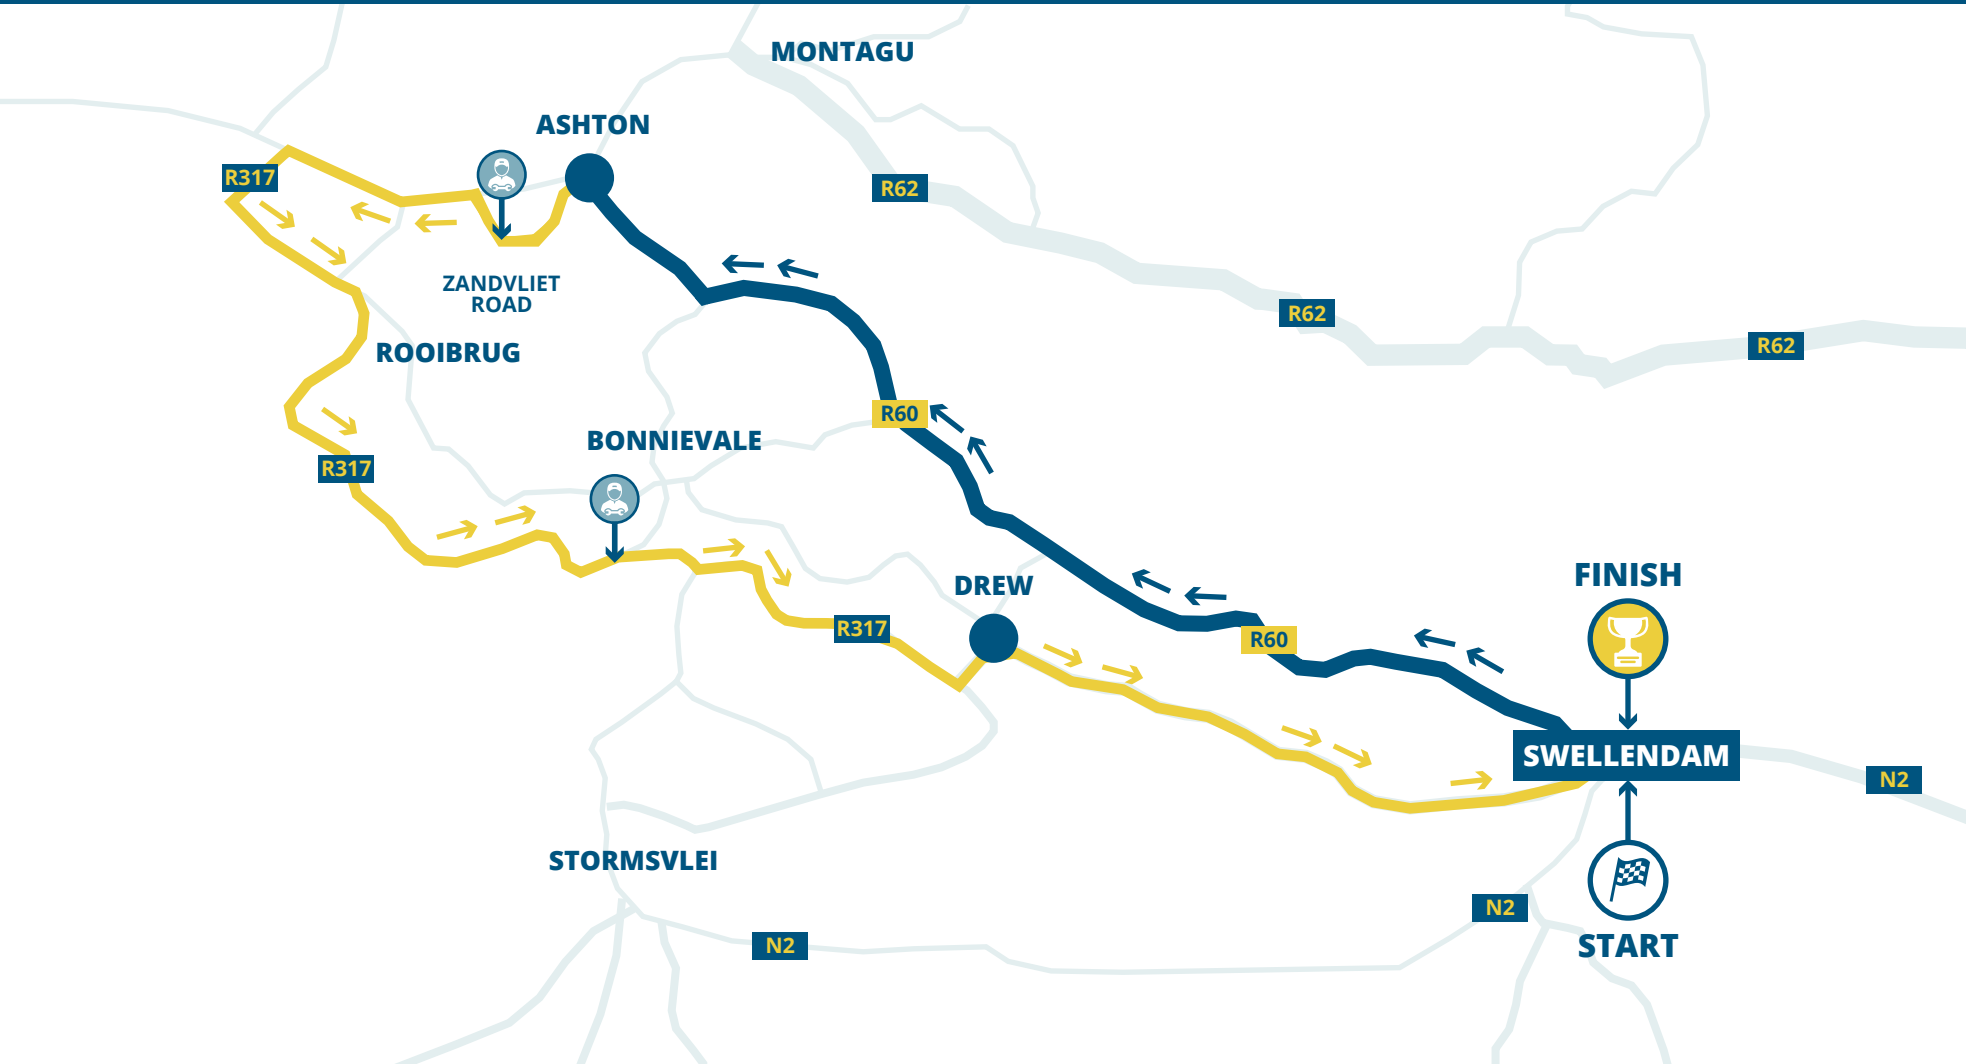 MONTAGU
ASHTON
R317
R62
ZANDVLIET
ROAD
R62
R62
ROOIBRUG
R60
BONNIEVALE
R317
FINISH
DREW
R317
R60
SWELLENDAM
N2
STORMSVLEI
N2
N2
START